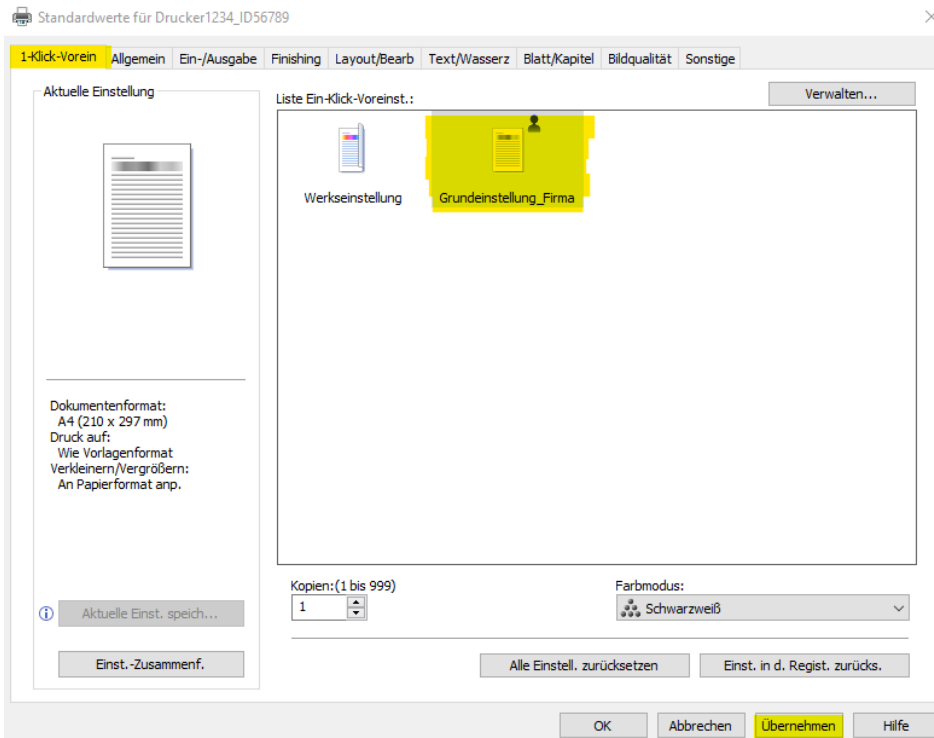 Standardwerte für Drucker1234_ID56789
1-Klick-Vorein Allgemein Ein-/Ausgabe Finishing Layout/Bearb Text/Wasserz Blatt/Kapitel Bildqualität Sonstige
Aktuelle Einstellung
Liste Ein-Klick-Voreinst.:
Verwalten...
Werkseinstellung
Grundeinstellung_Firma
Dokumentenformat:
A4 (210 x 297 mm)
Druck auf:
Wie Vorlagenformat
Verkleinern/Vergrößern:
An Papierformat anp.
Kopien:(1 bis 999)
1
Farbmodus:
Schwarzweiß
Aktuelle Einst. speich...
Einst.-Zusammenf.
Alle Einstell. zurücksetzen
Einst. in d. Regist. zurücks.
OK
Abbrechen
Übernehmen
Hilfe